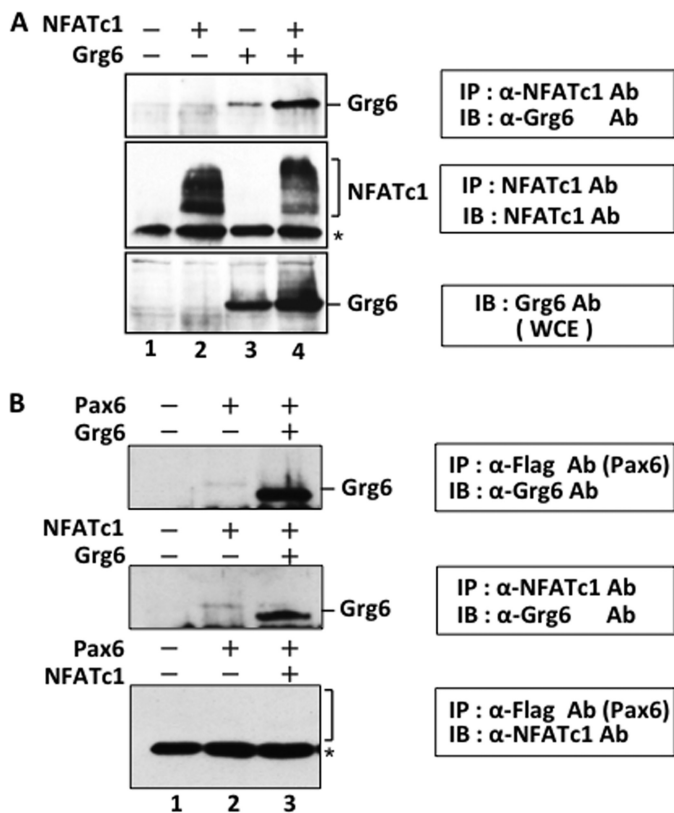 A
NFATc1 – + – +
Grg6 – – + +
Grg6
IP : α-NFATc1 Ab
IB : α-Grg6 Ab
NFATc1
*
IP : NFATc1 Ab
IB : NFATc1 Ab
Grg6
IB : Grg6 Ab
( WCE )
1 2 3 4
B
Pax6 – + +
Grg6 – – +
Grg6
IP : α-Flag Ab (Pax6)
IB : α-Grg6 Ab
NFATc1 – + +
Grg6 – – +
Grg6
IP : α-NFATc1 Ab
IB : α-Grg6 Ab
Pax6 – + +
NFATc1 – – +
*
IP : α-Flag Ab (Pax6)
IB : α-NFATc1 Ab
1 2 3